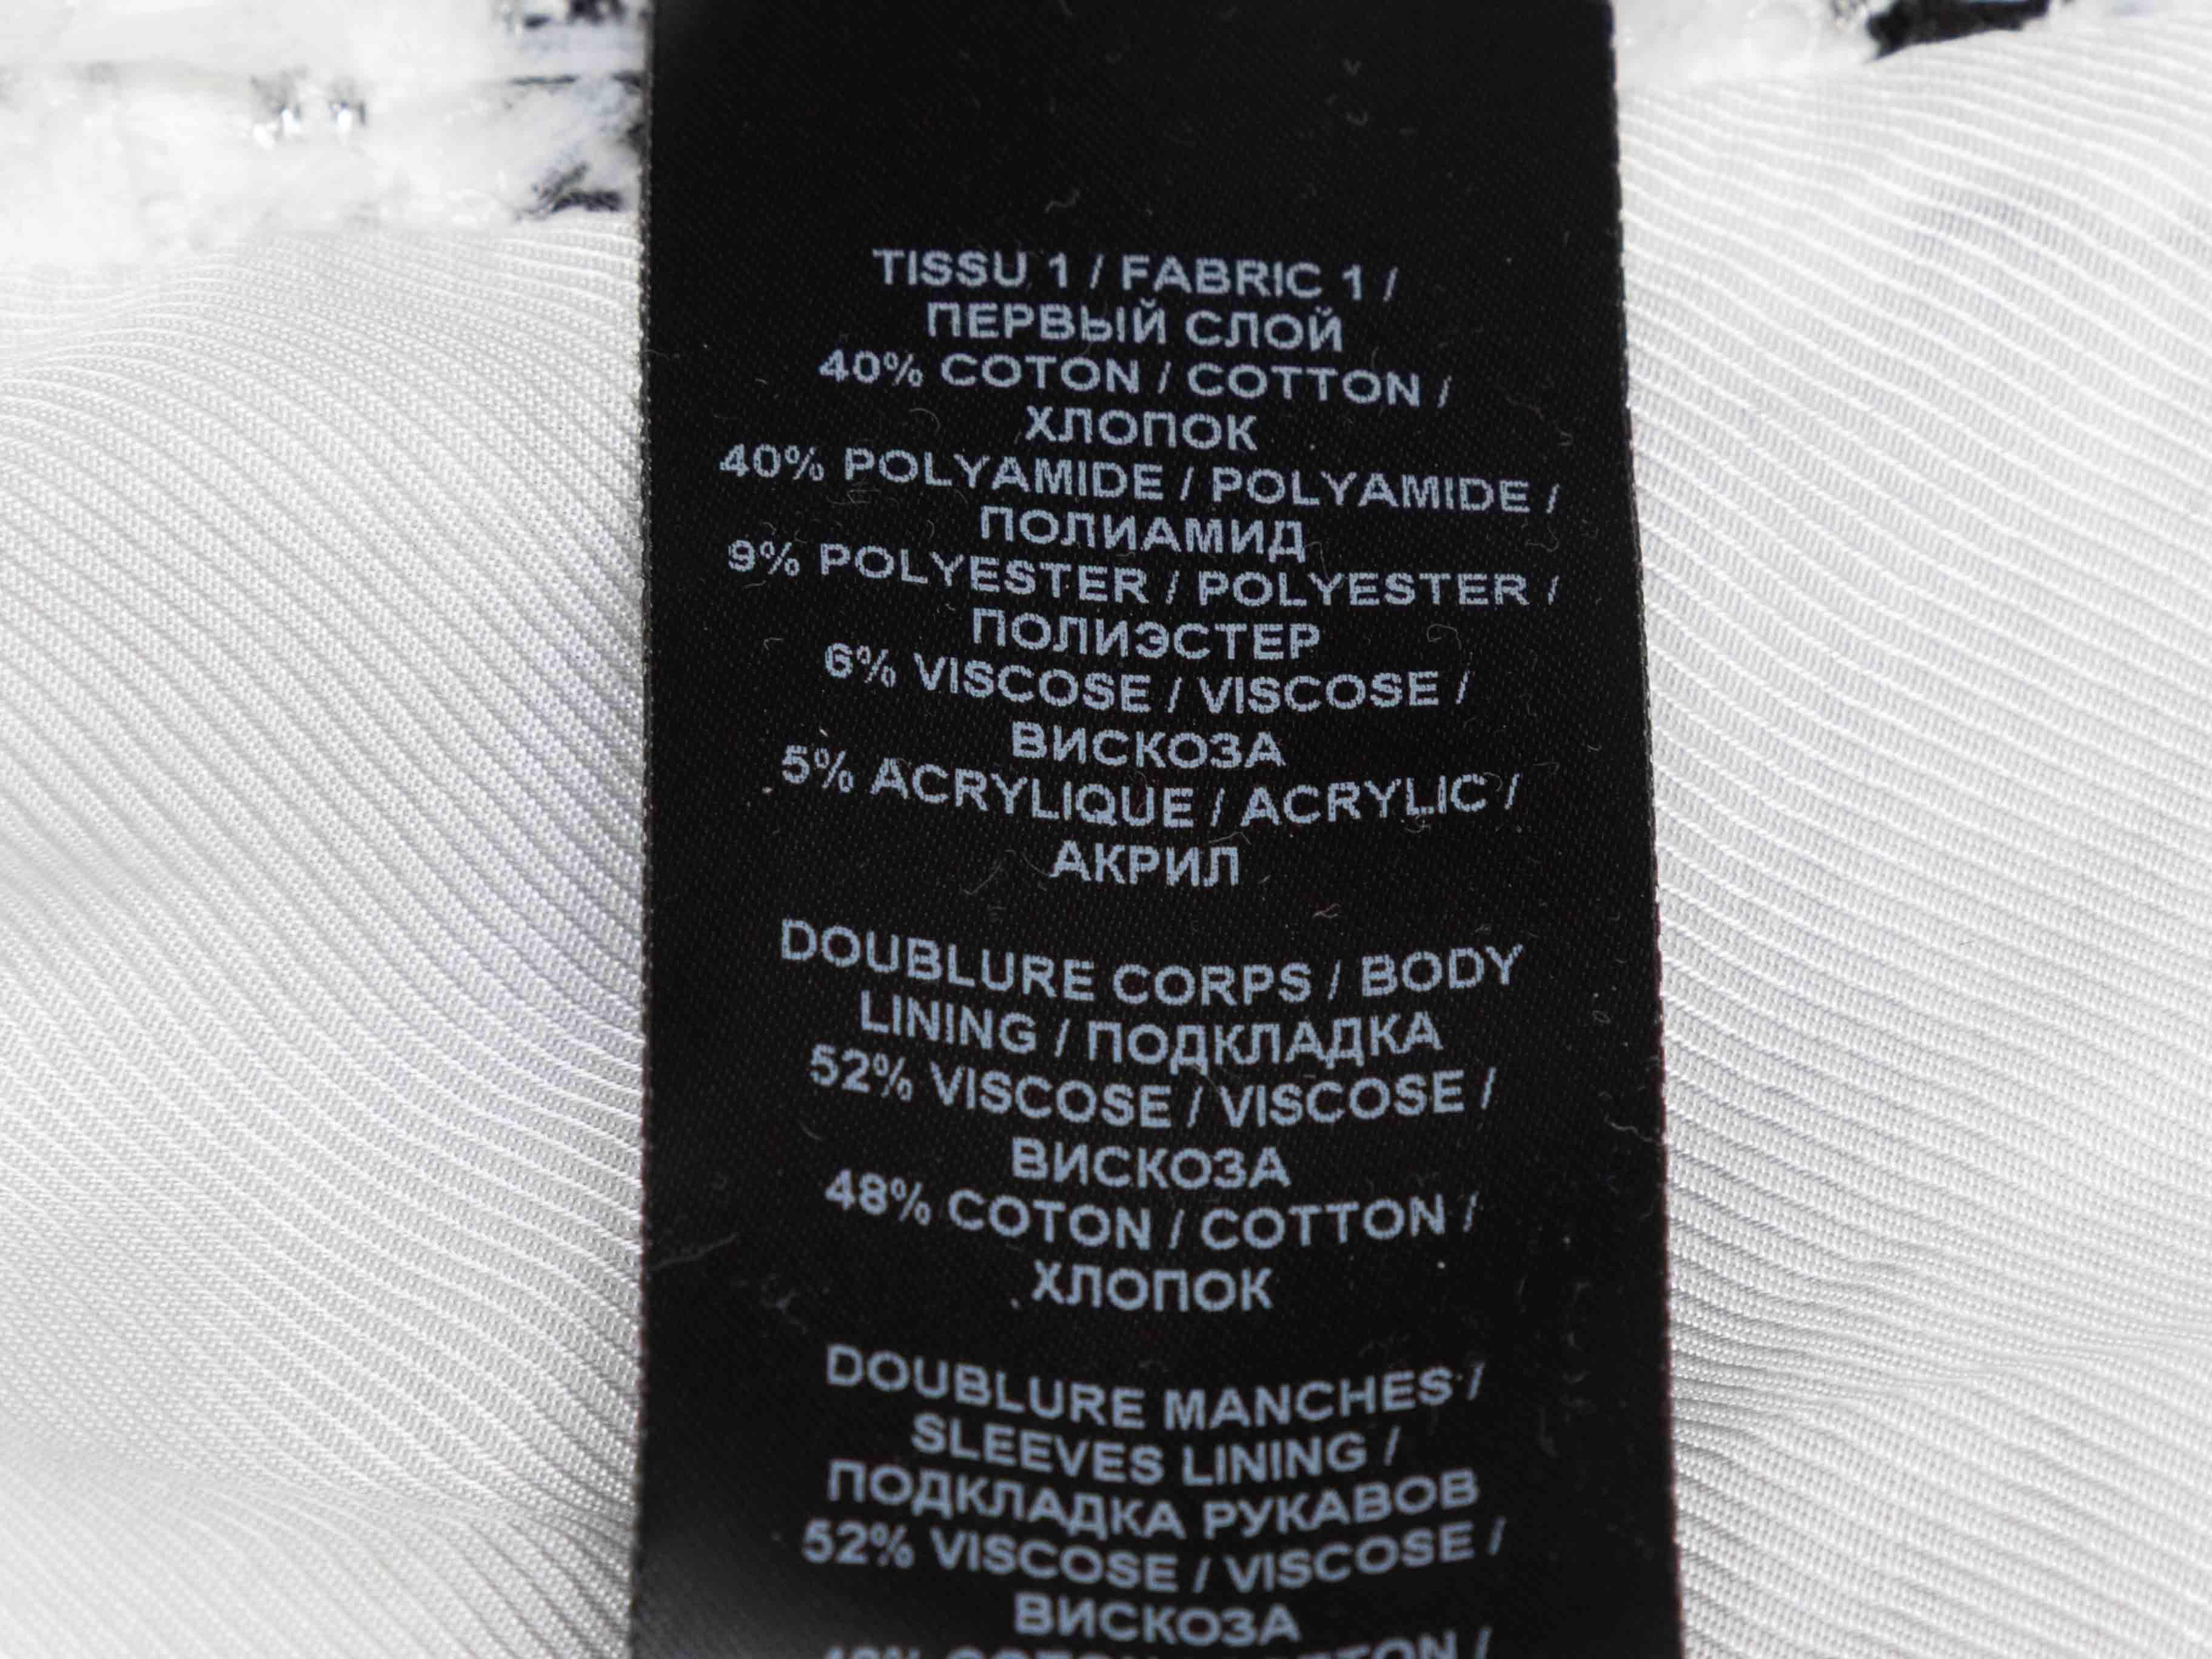 TISSU 1 / FABRIC 1 /
ПЕРВЫЙ СЛОЙ
40% COTON / COTTON /
ХЛОПОК
40% POLYAMIDE / POLYAMIDE /
ПОЛИАМИД
9% POLYESTER / POLYESTER /
ПОЛИЭСТЕР
6% VISCOSE / VISCOSE /
ВИСКОЗА
5% ACRYLIQUE / ACRYLIC /
АКРИЛ
DOUBLURE CORPS / BODY
LINING / ПОДКЛАДКА
52% VISCOSE / VISCOSE /
ВИСКОЗА
48% COTON / COTTON /
ХЛОПОК
DOUBLURE MANCHES /
SLEEVES LINING /
ПОДКЛАДКА РУКАВОВ
52% VISCOSE / VISCOSE /
ВИСКОЗА